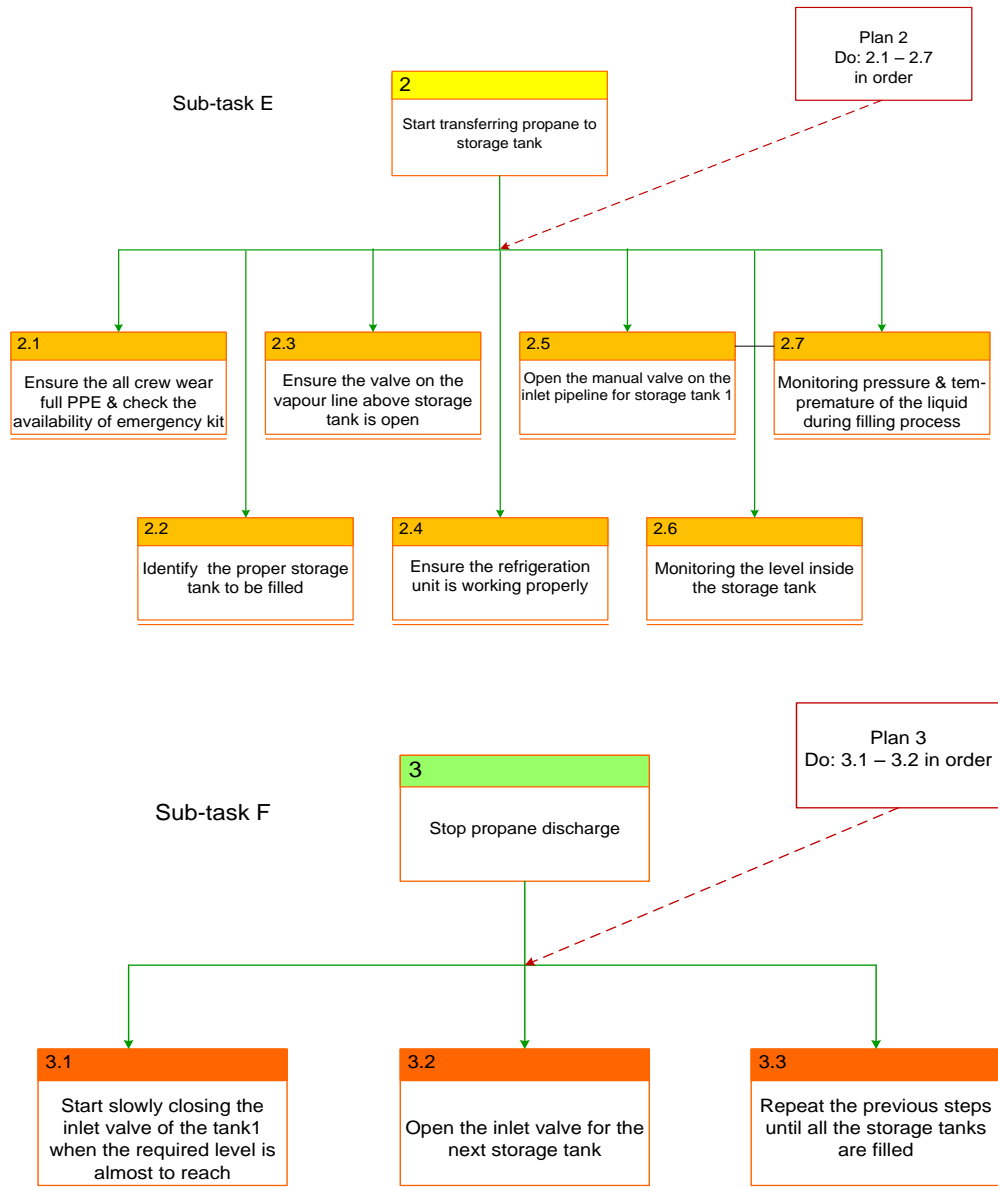 Plan 2
Do: 2.1 – 2.7
in order
Sub-task E
2
Start transferring propane to
storage tank
2.1
Ensure the all crew wear
full PPE & check the
availability of emergency kit
2.3
Ensure the valve on the
vapour line above storage
tank is open
2.5
Open the manual valve on the
inlet pipeline for storage tank 1
2.7
Monitoring pressure & tem-
premature of the liquid
during filling process
2.2
Identify the proper storage
tank to be filled
2.4
Ensure the refrigeration
unit is working properly
2.6
Monitoring the level inside
the storage tank
Plan 3
Do: 3.1 – 3.2 in order
Sub-task F
3
Stop propane discharge
3.1
Start slowly closing the
inlet valve of the tank1
when the required level is
almost to reach
3.2
Open the inlet valve for the
next storage tank
3.3
Repeat the previous steps
until all the storage tanks
are filled